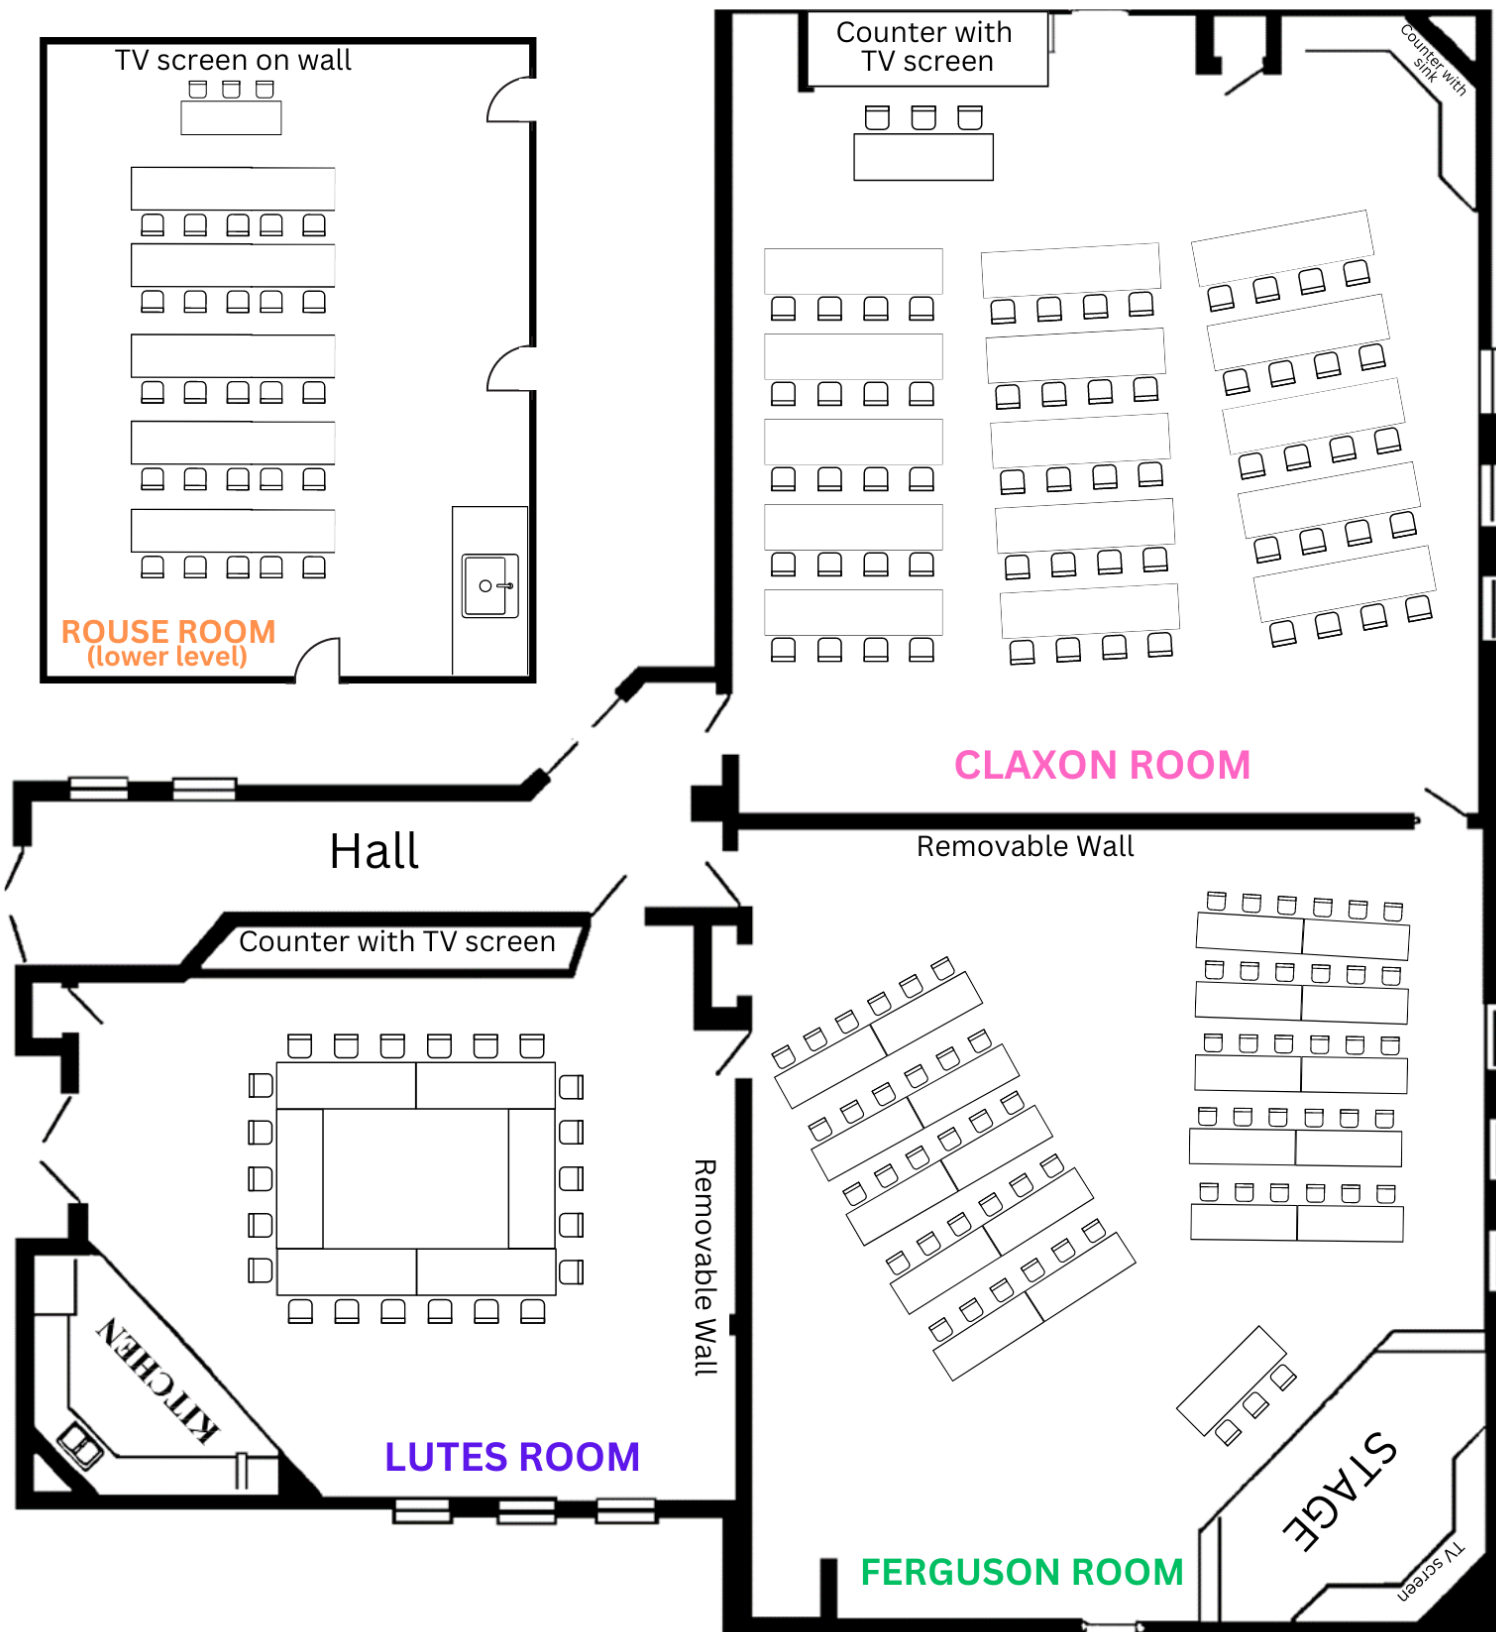 TV screen on wall
ROUSE ROOM
(lower level)
Counter with
TV screen
Counter with
sink
CLAXON ROOM
Removable Wall
Hall
Counter with TV screen
Removable Wall
KITCHEN
LUTES ROOM
STAGE
TV screen
FERGUSON ROOM